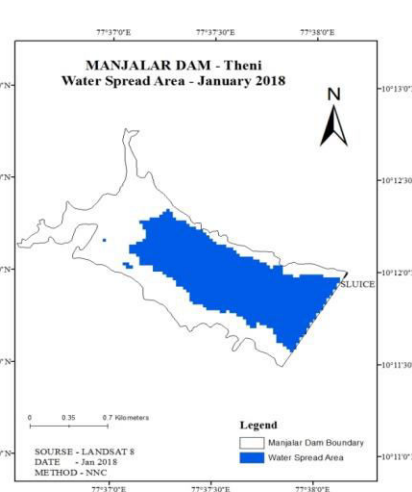 77°37'0"E 77°37'30"E 77°38'0"E
MANJALAR DAM - Theni
Water Spread Area - January 2018
N
10°13'0"
10°12'30"
10°12'0"
SLUICE
10°11'30"
0 0.35 0.7 Kilometers
Legend
Manjalar Dam Boundary
Water Spread Area
SOURSE - LANDSAT 8
DATE - Jan 2018
METHOD - NNC
10°11'0"
77°37'0"E 77°37'30"E 77°38'0"E